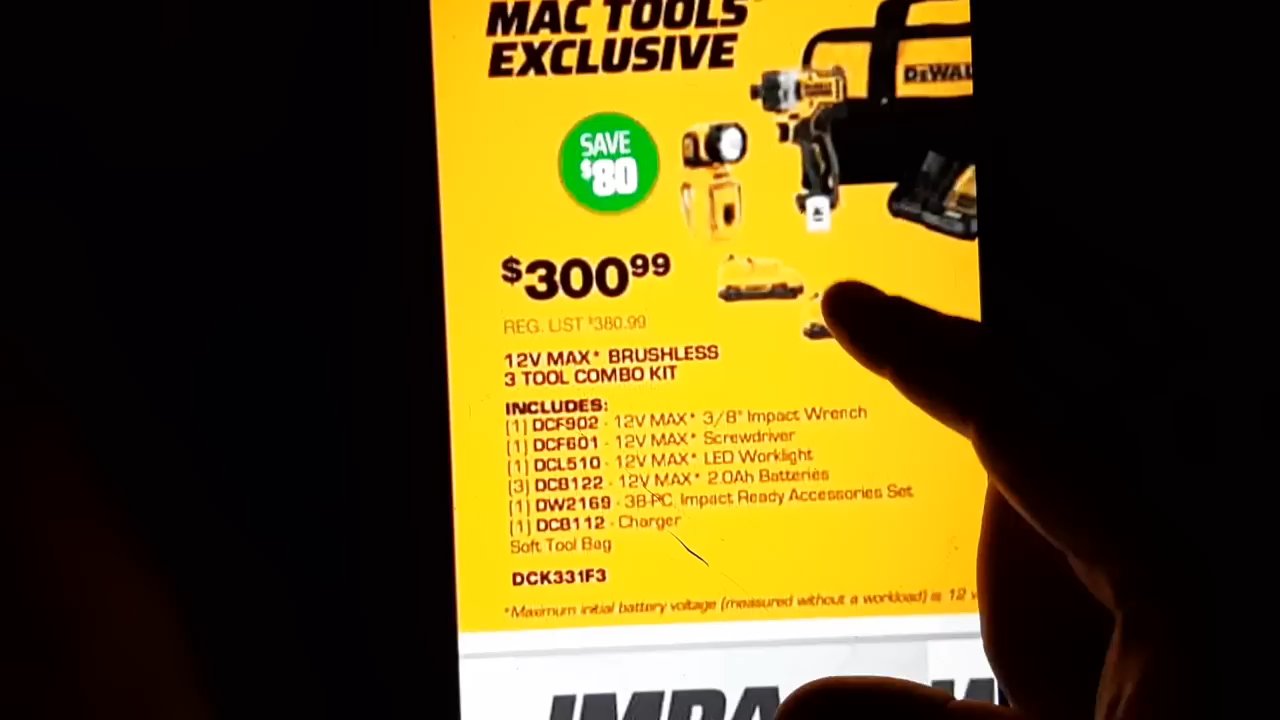 MAC TOOLS
EXCLUSIVE
DEWAL
SAVE
$80
$300.99
REG. LIST $380.99
12V MAX* BRUSHLESS
3 TOOL COMBO KIT
INCLUDES:
(1) DCF902 - 12V MAX* 3/8" Impact Wrench
(1) DCF601 - 12V MAX* Screwdriver
(1) DCL510 - 12V MAX* LED Worklight
(3) DCB122 - 12V MAX* 2.0Ah Batteries
(1) DW2169 - 38-PC. Impact Ready Accessories Set
(1) DCB112 - Charger
Soft Tool Bag
DCK331F3
*Maximum initial battery voltage (measured without a workload) is 12 v